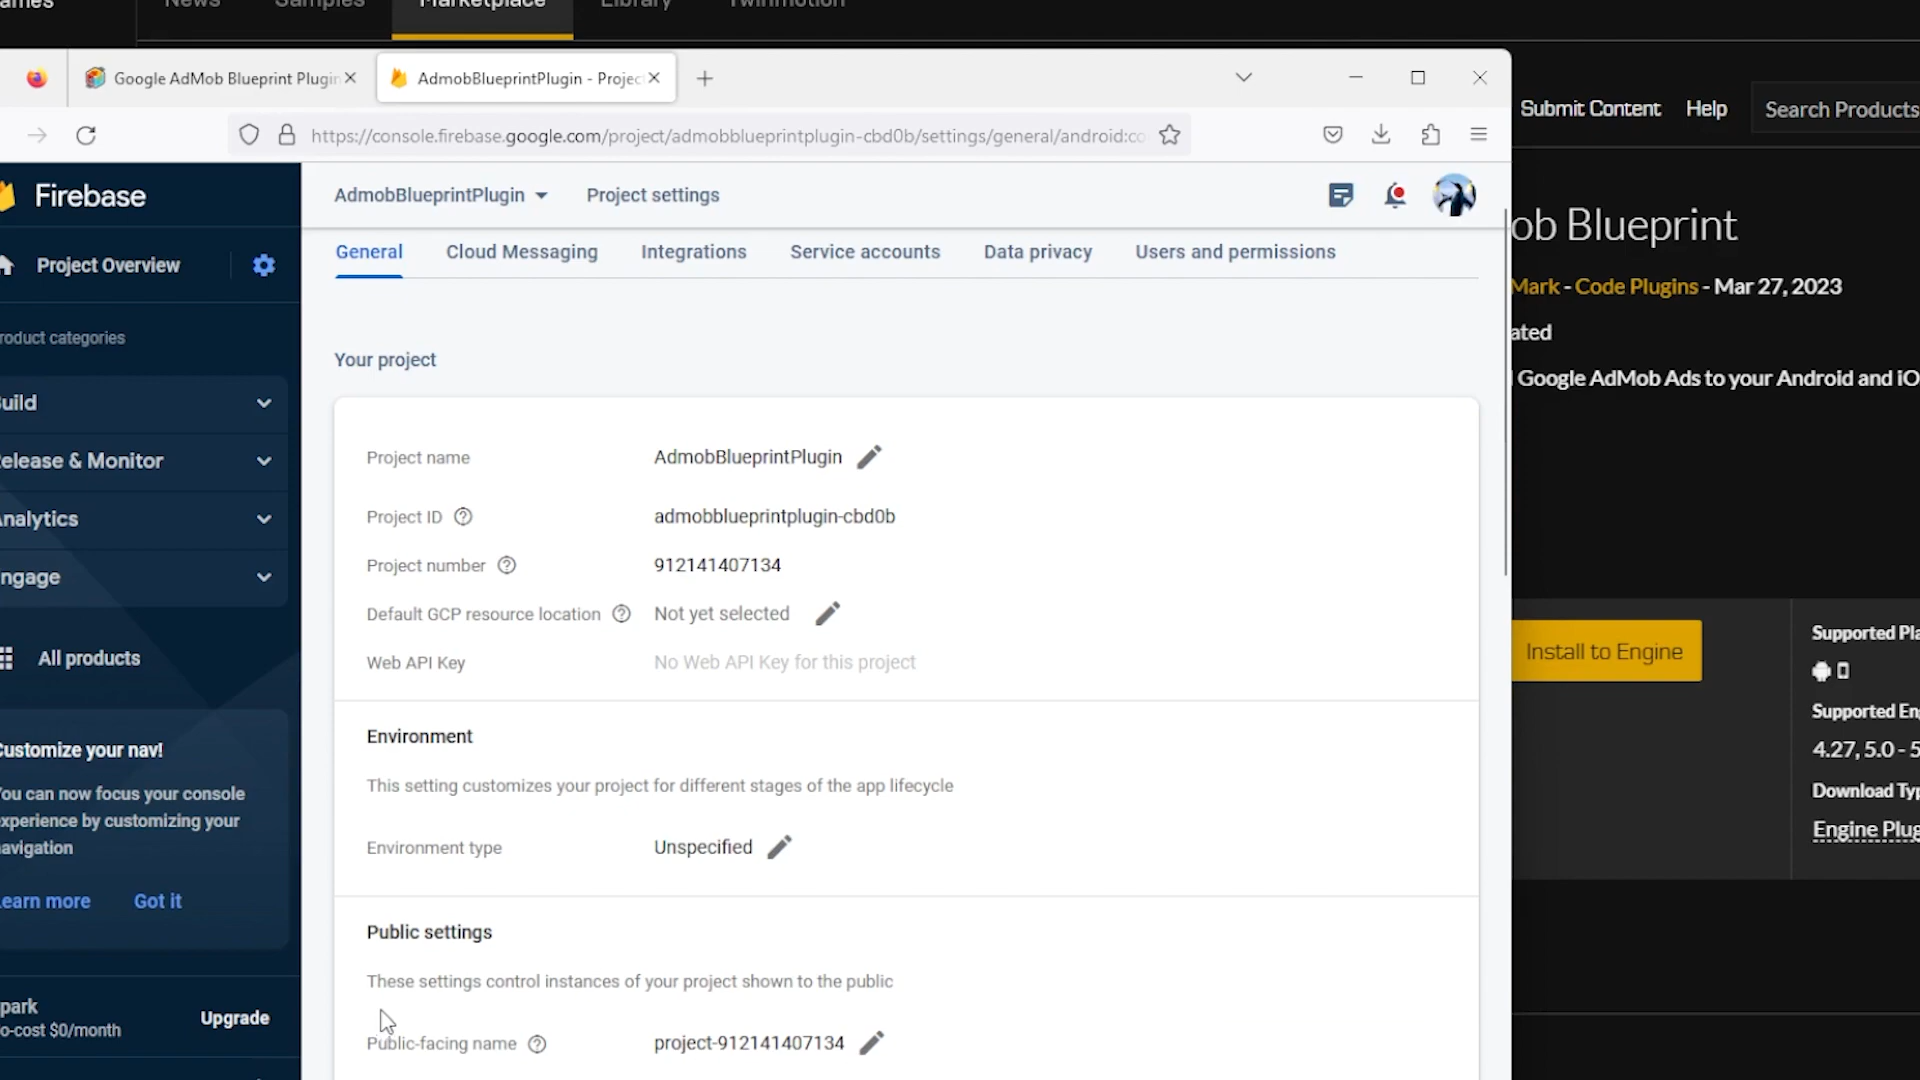 News
Samples
Marketplace
Library
Twinmotion
Google AdMob Blueprint Plugin
AdmobBlueprintPlugin - Projec
https://console.firebase.google.com/project/admobblueprintplugin-cbd0b/settings/general/android:co
Submit Content
Help
Search Products
Firebase
AdmobBlueprintPlugin
Project settings
Project Overview
General
Cloud Messaging
Integrations
Service accounts
Data privacy
Users and permissions
ob Blueprint
Mark - Code Plugins - Mar 27, 2023
ated
Google AdMob Ads to your Android and iO
roduct categories
uild
elease & Monitor
nalytics
ngage
All products
Customize your nav!
ou can now focus your console
xperience by customizing your
avigation
earn more
Got it
park
o-cost $0/month
Upgrade
Your project
Project name
AdmobBlueprintPlugin
Project ID
admobblueprintplugin-cbd0b
Project number
912141407134
Default GCP resource location
Not yet selected
Web API Key
No Web API Key for this project
Environment
This setting customizes your project for different stages of the app lifecycle
Environment type
Unspecified
Public settings
These settings control instances of your project shown to the public
Public-facing name
project-912141407134
Install to Engine
Supported Pla
Supported Eng
4.27, 5.0 - 5
Download Typ
Engine Plug